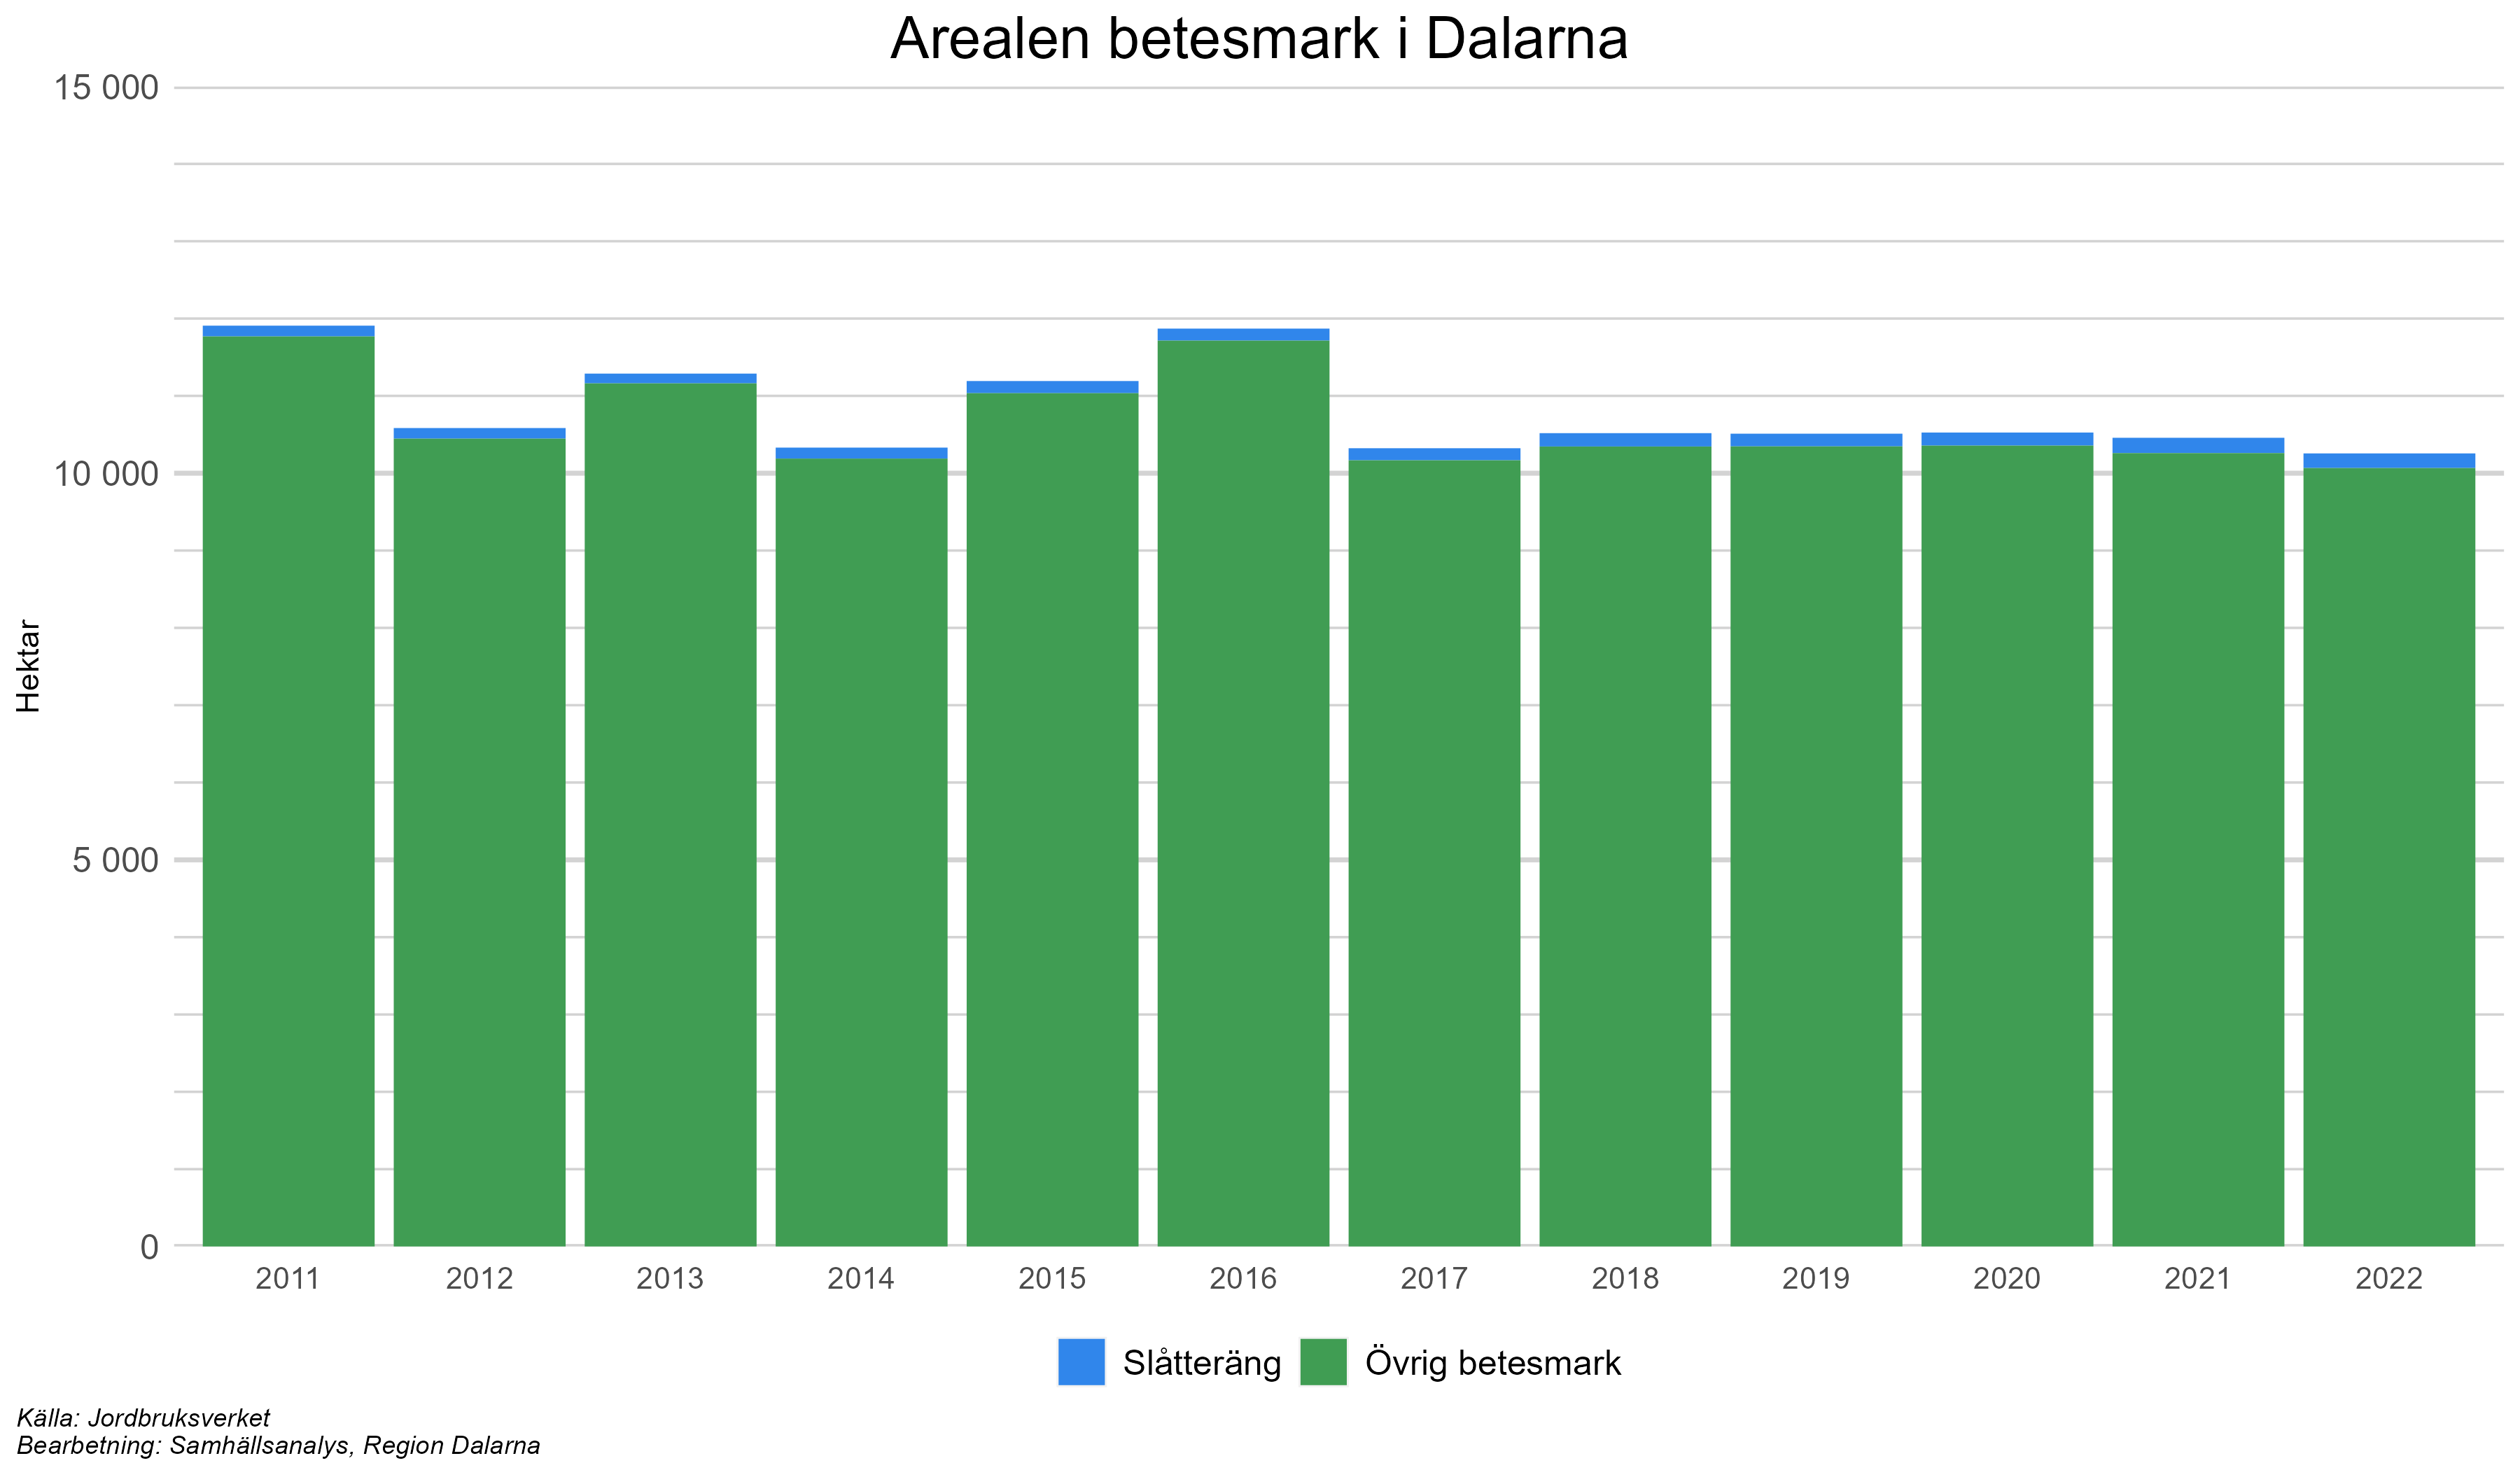 Arealen betesmark i Dalarna
15 000
10 000
5 000
0
Hektar
2011 2012 2013 2014 2015 2016 2017 2018 2019 2020 2021 2022
Slåtteräng Övrig betesmark
Källa: Jordbruksverket
Bearbetning: Samhällsanalys, Region Dalarna